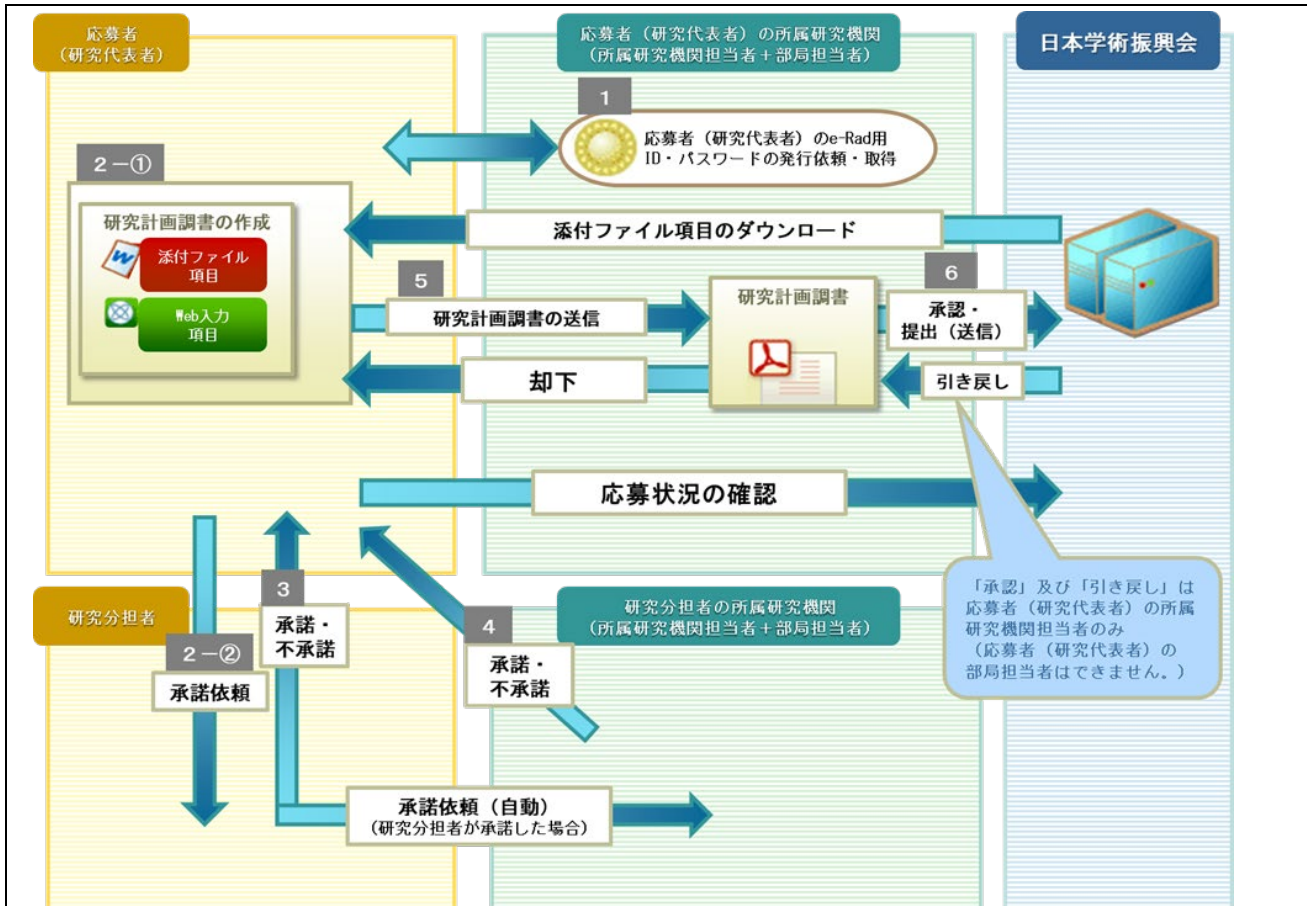 応募者
(研究代表者)
応募者(研究代表者)の所属研究機関
(所属研究機関担当者+部局担当者)
日本学術振興会
1
応募者(研究代表者)のe-Rad用
ID・パスワードの発行依頼・取得
2-①
研究計画調書の作成
添付ファイル
項目
Web入力
項目
添付ファイル項目のダウンロード
5
研究計画調書の送信
研究計画調書
6
承認・
提出(送信)
却下
引き戻し
応募状況の確認
「承認」及び「引き戻し」は
応募者(研究代表者)の所属
研究機関担当者のみ
(応募者(研究代表者)の
部局担当者はできません。)
研究分担者
研究分担者の所属研究機関
(所属研究機関担当者+部局担当者)
2-②
承諾依頼
3
承諾・
不承諾
4
承諾・
不承諾
承諾依頼(自動)
(研究分担者が承諾した場合)